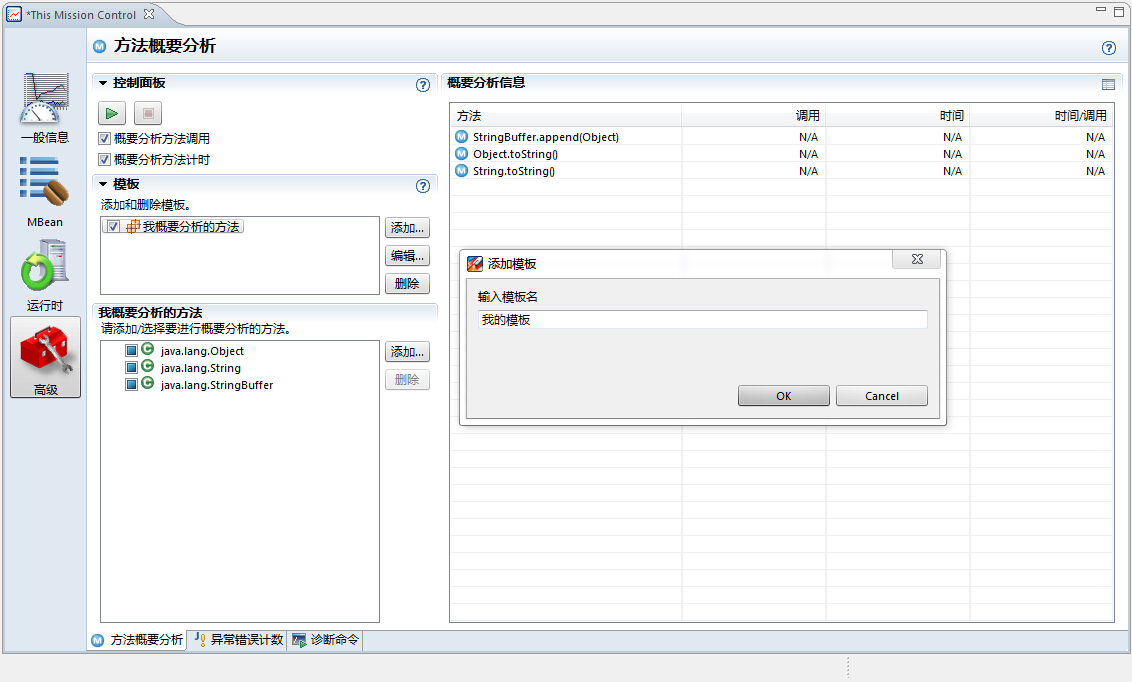 *This Mission Control
方法概要分析
一般信息
MBean
运行时
高级
控制面板
概要分析方法调用
概要分析方法计时
模板
添加和删除模板。
我概要分析的方法
添加...
编辑...
删除
我概要分析的方法
请添加/选择要进行概要分析的方法。
java.lang.Object
java.lang.String
java.lang.StringBuffer
添加...
删除
概要分析信息
方法 调用 时间 时间/调用
StringBuffer.append(Object) N/A N/A N/A
Object.toString() N/A N/A N/A
String.toString() N/A N/A N/A
添加模板
输入模板名
我的模板
OK Cancel
方法概要分析 异常错误计数 诊断命令